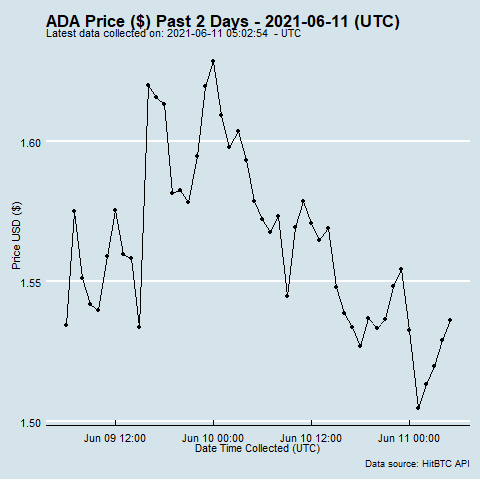 ADA Price ($) Past 2 Days - 2021-06-11 (UTC)
Latest data collected on: 2021-06-11 05:02:54 - UTC
1.60
1.55
1.50
Price USD ($)
Jun 09 12:00 Jun 10 00:00 Jun 10 12:00 Jun 11 00:00
Date Time Collected (UTC)
Data source: HitBTC API